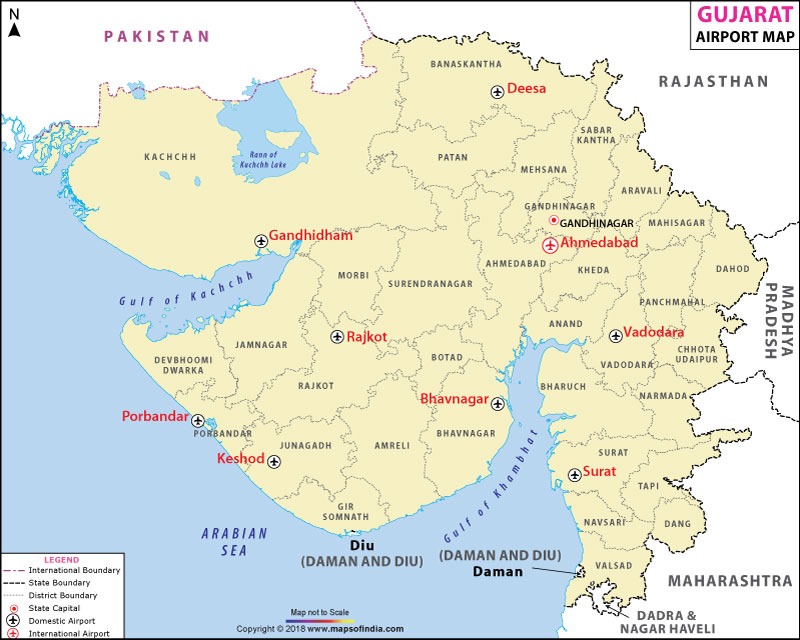 GUJARAT
AIRPORT MAP
N
PAKISTAN
RAJASTHAN
BANASKANTHA
Deesa
SABAR
KANTHA
PATAN
MEHSANA
KACHCHH
Rann of
Kuchchh Lake
ARAVALI
GANDHINAGAR
GANDHINAGAR
MAHISAGAR
Gandhidham
Ahmedabad
AHMEDABAD
KHEDA
DAHOD
MORBI
SURENDRANAGAR
Gulf of Kachchh
PANCHMAHAL
MADHYA
PRADESH
ANAND
Vadodara
Rajkot
JAMNAGAR
CHHOTA
UDAIPUR
DEVBHOOMI
DWARKA
BOTAD
VADODARA
RAJKOT
BHARUCH
NARMADA
Bhavnagar
Porbandar
PORBANDAR
BHAVNAGAR
JUNAGADH
AMRELI
Keshod
SURAT
Surat
TAPI
Gulf of Khambhat
GIR
SOMNATH
NAVSARI
DANG
ARABIAN
SEA
Diu
(DAMAN AND DIU)
(DAMAN AND DIU)
Daman
VALSAD
MAHARASHTRA
DADRA &
NAGAR HAVELI
LEGEND
International Boundary
State Boundary
District Boundary
State Capital
Domestic Airport
International Airport
Map not to Scale
Copyright © 2018 www.mapsofindia.com